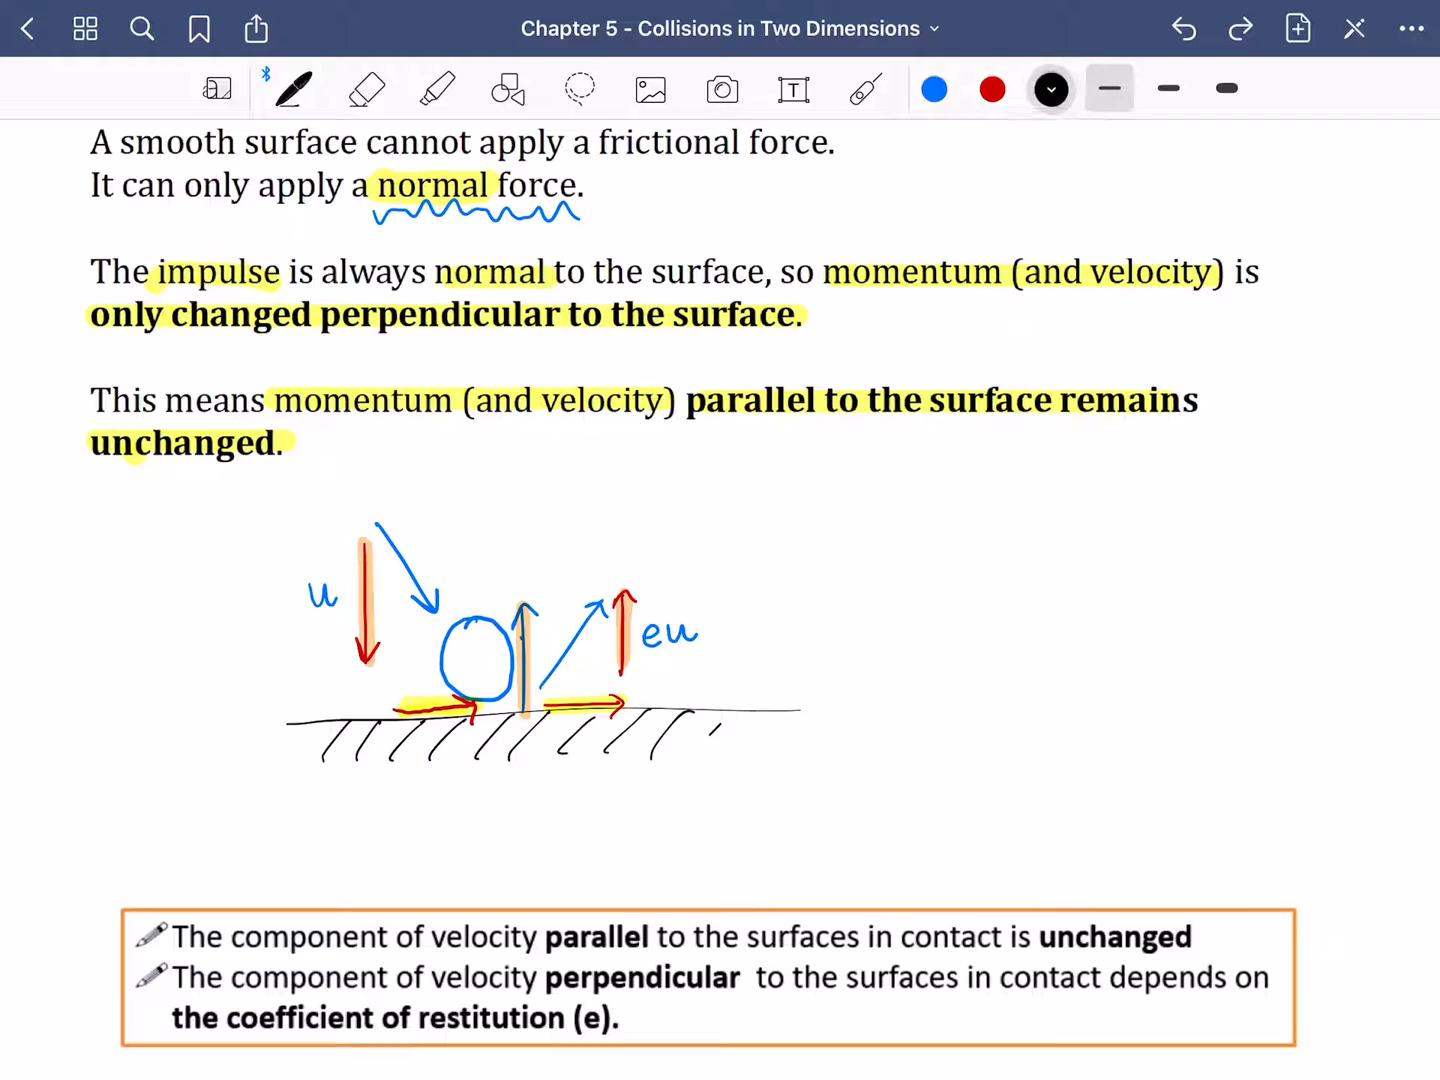 Chapter 5 - Collisions in Two Dimensions
A smooth surface cannot apply a frictional force.
It can only apply a normal force.
The impulse is always normal to the surface, so momentum (and velocity) is
only changed perpendicular to the surface.
This means momentum (and velocity) parallel to the surface remains
unchanged.
u
eu
The component of velocity parallel to the surfaces in contact is unchanged
The component of velocity perpendicular to the surfaces in contact depends on
the coefficient of restitution (e).